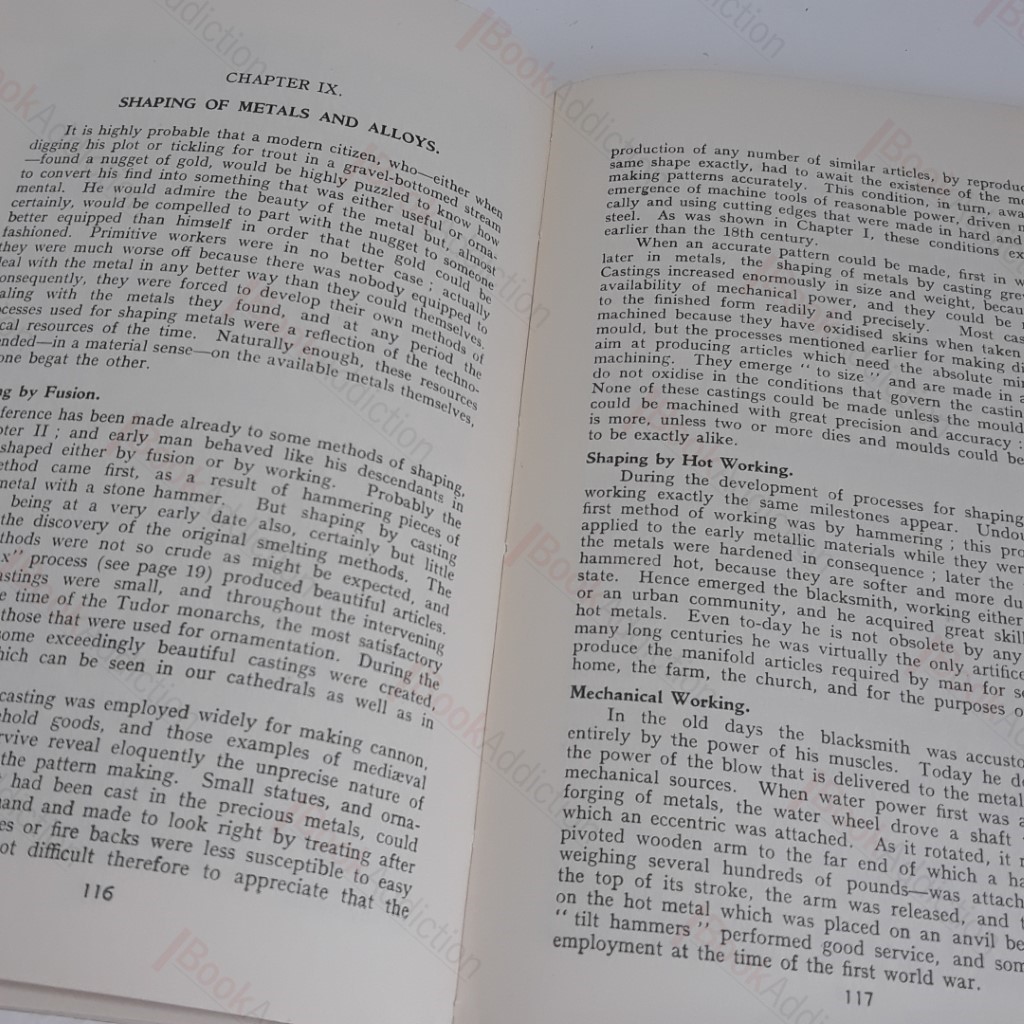 CHAPTER IX.
SHAPING OF METALS AND ALLOYS.
It is highly probable that a modern citizen, who—either when
digging his plot or tickling for trout in a gravel-bottomed stream
—found a nugget of gold, would be highly puzzled to know how
to convert his find into something that was either useful or orna-
mental. He would admire the beauty of the metal but, almost
certainly, would be compelled to part with the nugget to someone
better equipped than himself in order that the gold could be
fashioned. Primitive workers were in no better case ; actually
they were much worse off because there was nobody equipped to
deal with the metal in any better way than they could themselves.
onsequently, they were forced to develop their own methods of
aling with the metals they found, and at any period the
cesses used for shaping metals were a reflection of the techno-
cal resources of the time. Naturally enough, these resources
nded—in a material sense—on the available metals themselves,
one begat the other.
ng by Fusion.
ference has been made already to some methods of shaping,
pter II ; and early man behaved like his descendants in
shaped either by fusion or by working. Probably the
ethod came first, as a result of hammering pieces of
metal with a stone hammer. But shaping by casting
being at a very early date also, certainly but little
the discovery of the original smelting methods. The
thods were not so crude as might be expected, and
x" process (see page 19) produced beautiful articles.
astings were small, and throughout the intervening
e time of the Tudor monarchs, the most satisfactory
those that were used for ornamentation. During the
ome exceedingly beautiful castings were created,
hich can be seen in our cathedrals as well as in
casting was employed widely for making cannon,
ehold goods, and those examples of mediæval
rvive reveal eloquently the unprecise nature of
the pattern making. Small statues, and orna-
had been cast in the precious metals, could
hand and made to look right by treating after
es or fire backs were less susceptible to easy
ot difficult therefore to appreciate that the
116
production of any number of similar articles, by reproduc
same shape exactly, had to await the existence of the me
making patterns accurately. This condition, in turn, awa
emergence of machine tools of reasonable power, driven m
cally and using cutting edges that were made in hard and
steel. As was shown in Chapter I, these conditions ex
earlier than the 18th century.
When an accurate pattern could be made, first in w
later in metals, the shaping of metals by casting gre
Castings increased enormously in size and weight, becau
availability of mechanical power, and they could be m
to the finished form readily and precisely. Most cas
machined because they have oxidised skins when taken
mould, but the processes mentioned earlier for making di
aim at producing articles which need the absolute min
machining. They emerge " to size " and are made in a
do not oxidise in the conditions that govern the castin
None of these castings could be made unless the mould
could be machined with great precision and accuracy :
is more, unless two or more dies and moulds could be
to be exactly alike.
Shaping by Hot Working.
During the development of processes for shaping
working exactly the same milestones appear. Undou
first method of working was by hammering ; this pro
applied to the early metallic materials while they wer
the metals were hardened in consequence ; later the
hammered hot, because they are softer and more du
state. Hence emerged the blacksmith, working either
or an urban community, and he acquired great skill
hot metals. Even to-day he is not obsolete by any
many long centuries he was virtually the only artifice
produce the manifold articles required by man for se
home, the farm, the church, and for the purposes o
Mechanical Working.
In the old days the blacksmith was accusto
entirely by the power of his muscles. Today he de
the power of the blow that is delivered to the metal
mechanical sources. When water power first was a
forging of metals, the water wheel drove a shaft
which an eccentric was attached. As it rotated, it r
pivoted wooden arm to the far end of which a ha
weighing several hundreds of pounds—was attach
the top of its stroke, the arm was released, and t
on the hot metal which was placed on an anvil be
" tilt hammers " performed good service, and som
employment at the time of the first world war.
117